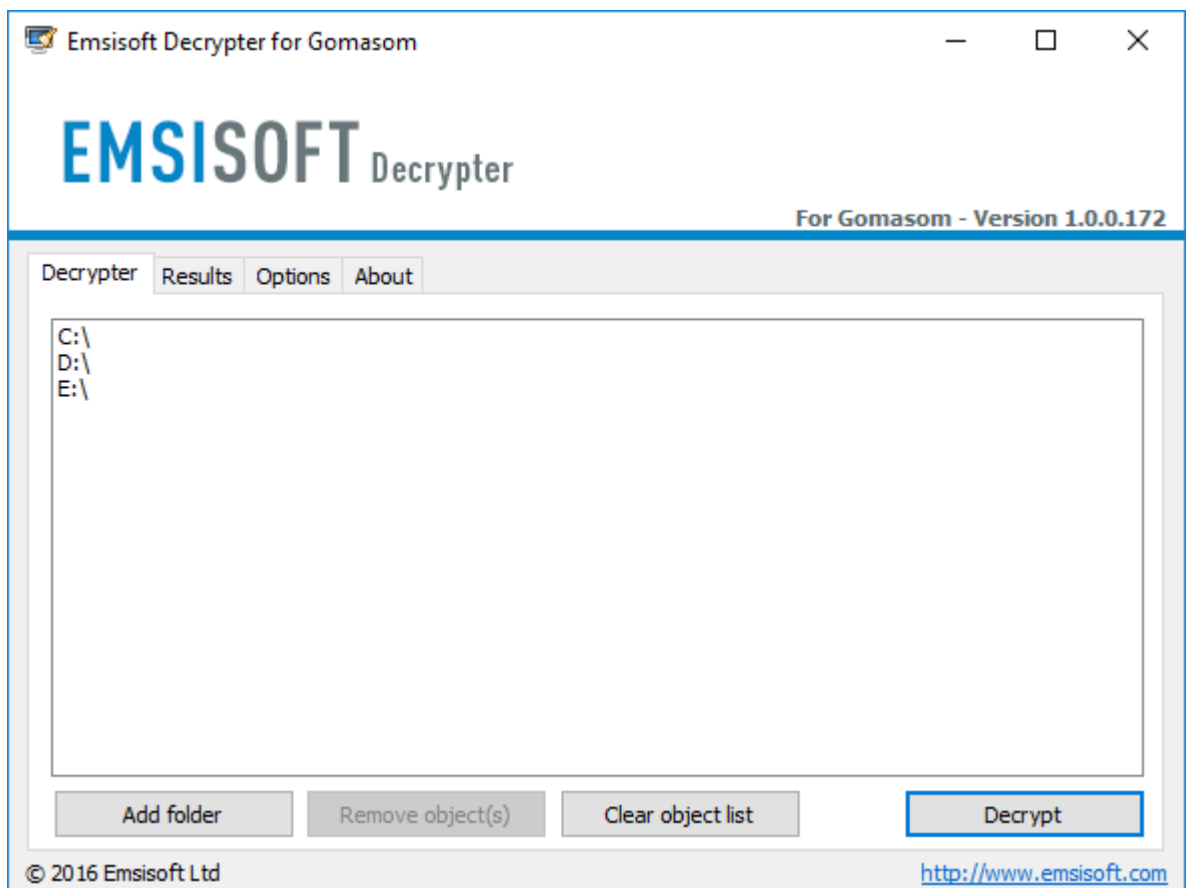 Emsisoft Decrypter for Gomasom
EMSISOFT Decrypter
For Gomasom - Version 1.0.0.172
Decrypter Results Options About
C:\
D:\
E:\
Add folder Remove object(s) Clear object list Decrypt
© 2016 Emsisoft Ltd http://www.emsisoft.com